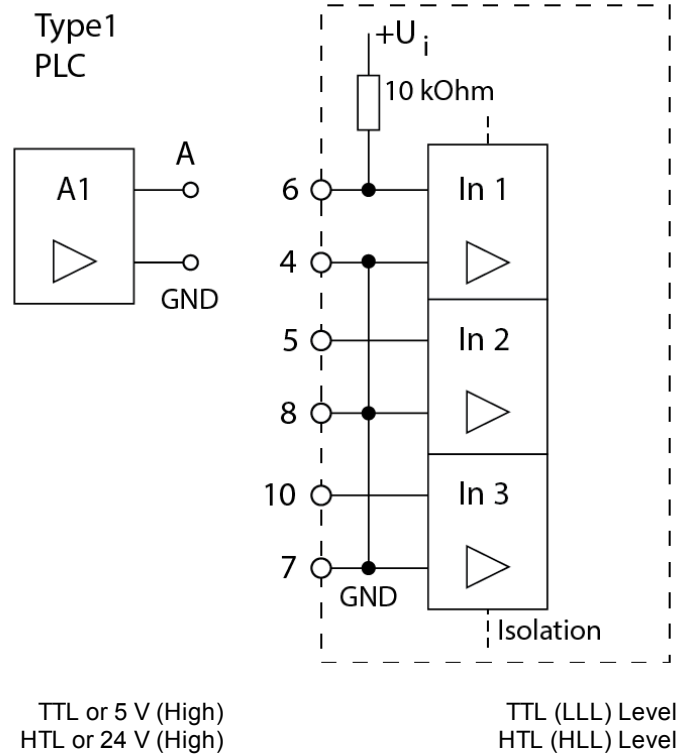 Type1
PLC
+U i
10 kOhm
A
A1
6
In 1
4
GND
5
In 2
8
10
In 3
7
GND
Isolation
TTL or 5 V (High)
TTL (LLL) Level
HTL or 24 V (High)
HTL (HLL) Level